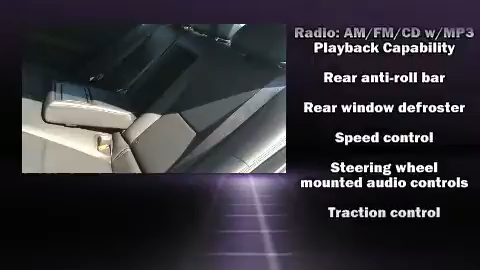 Radio: AM/FM/CD w/MP3
Playback Capability
Rear anti-roll bar
Rear window defroster
Speed control
Steering wheel
mounted audio controls
Traction control